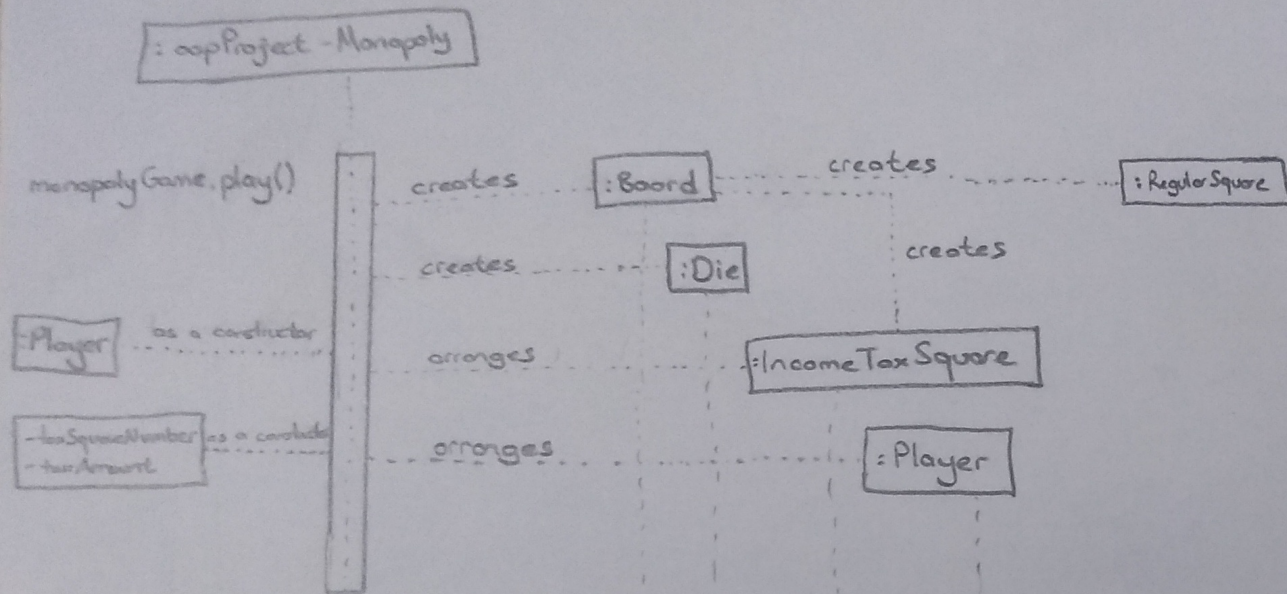 : oopProject - Monopoly
monopolyGame.play()
creates
:Board
creates
:RegularSquare
creates
creates
:Die
:Player
as a constructor
arranges
:IncomeTaxSquare
-taxSquareNumber
-taxAmount
as a
arranges
:Player